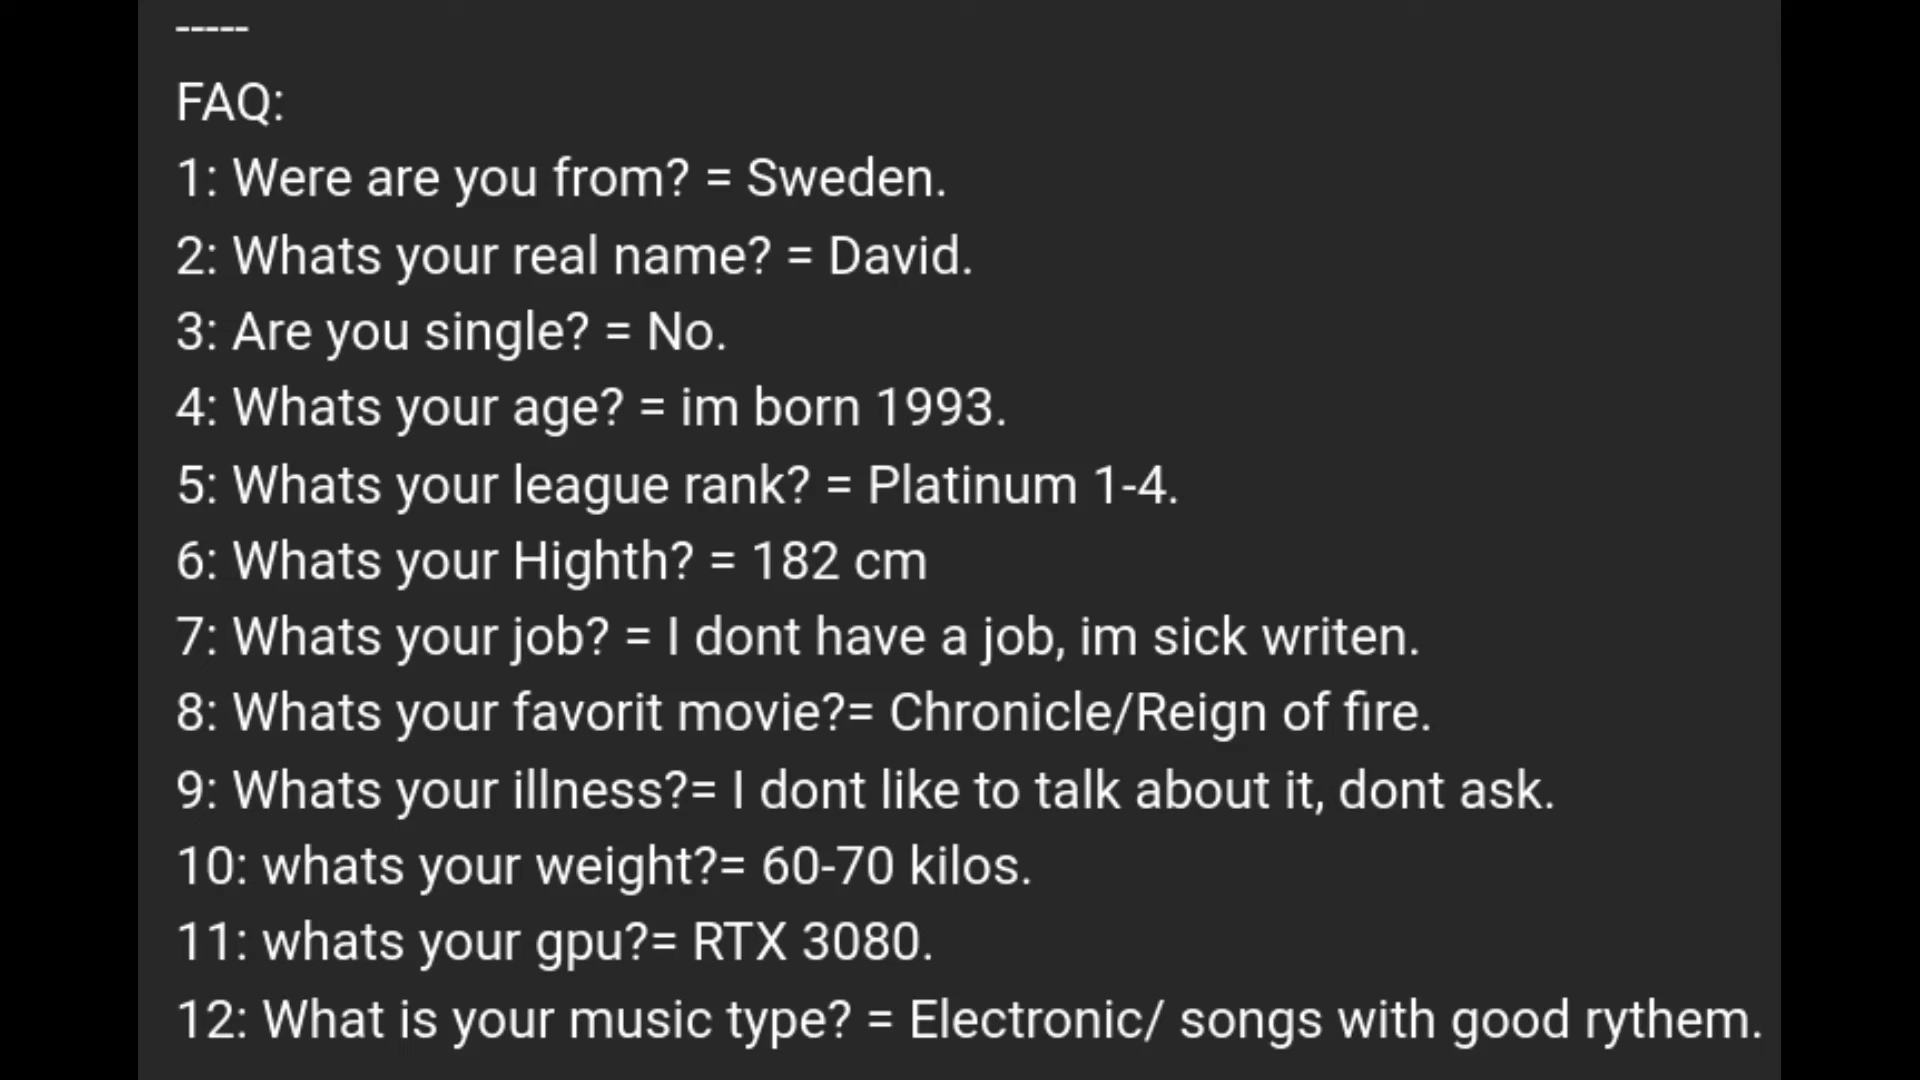 -----
FAQ:
1: Were are you from? = Sweden.
2: Whats your real name? = David.
3: Are you single? = No.
4: Whats your age? = im born 1993.
5: Whats your league rank? = Platinum 1-4.
6: Whats your Highth? = 182 cm
7: Whats your job? = I dont have a job, im sick writen.
8: Whats your favorit movie?= Chronicle/Reign of fire.
9: Whats your illness?= I dont like to talk about it, dont ask.
10: whats your weight?= 60-70 kilos.
11: whats your gpu?= RTX 3080.
12: What is your music type? = Electronic/ songs with good rythem.